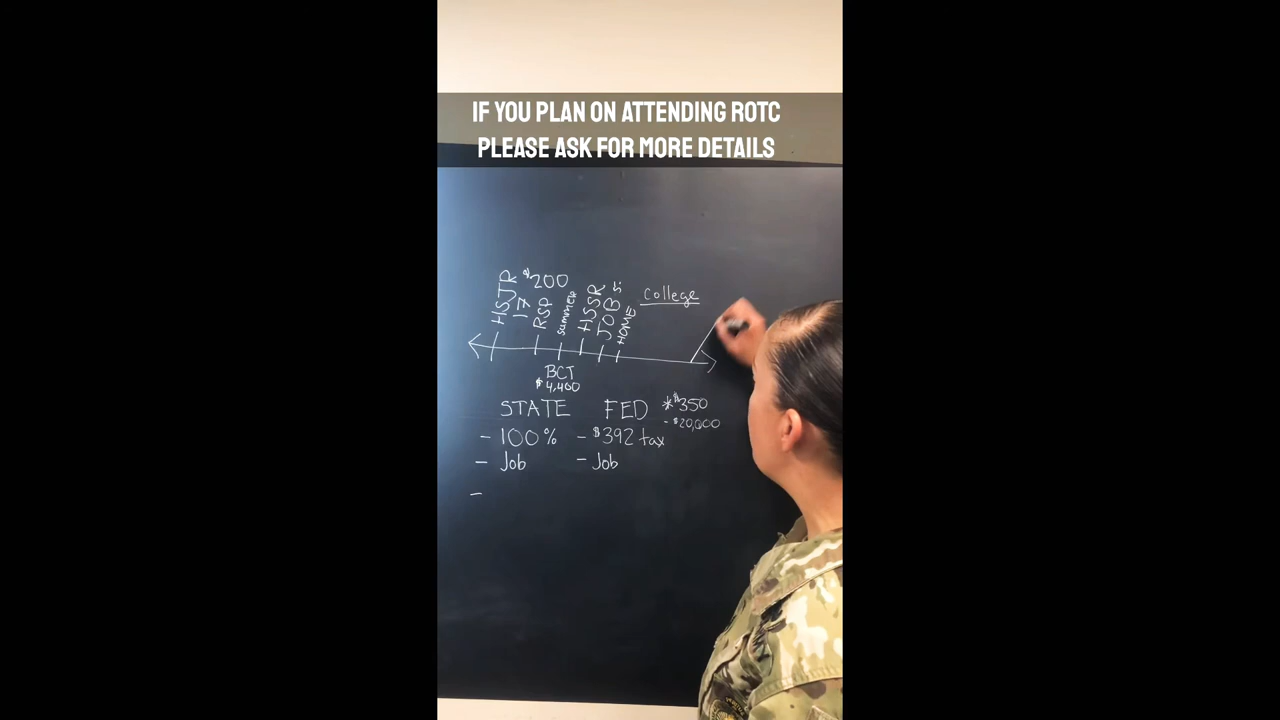 IF YOU PLAN ON ATTENDING ROTC
PLEASE ASK FOR MORE DETAILS
HSJR
17
$200
RSP
summer
HSSR
JOB
HOME
College
BCT
$4,400
STATE
FED
*$350
- $20,000
- 100%
- $392 tax
- Job
- Job
-